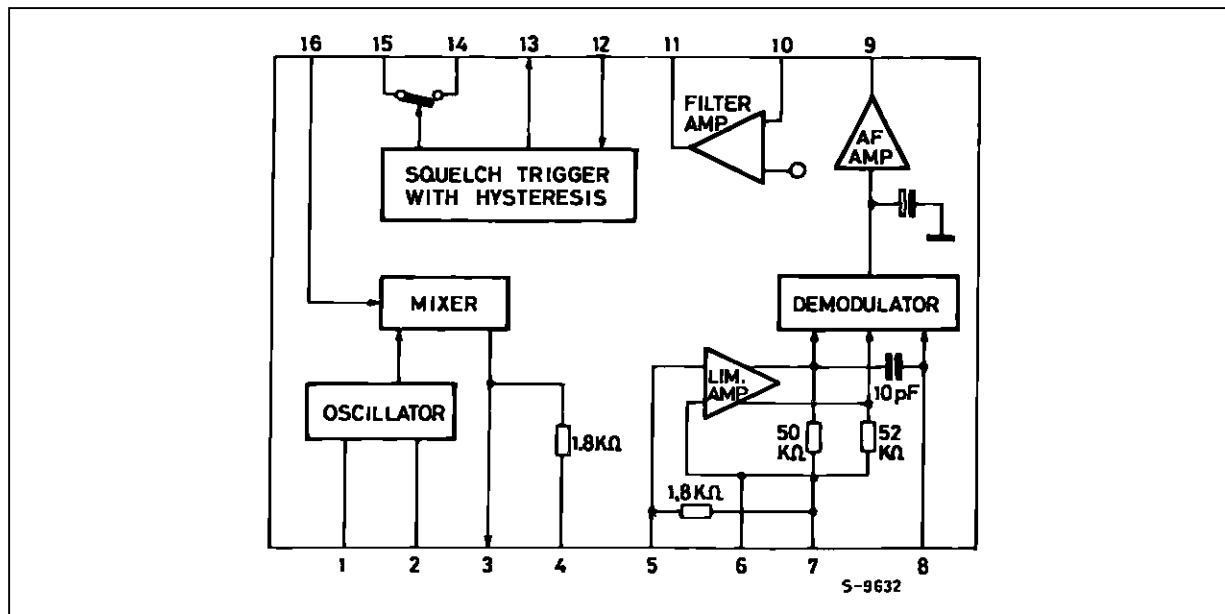 16 15 14 13 12 11 10 9
FILTER
AMP
AF
AMP
SQUELCH TRIGGER
WITH HYSTERESIS
MIXER
DEMODULATOR
LIM.
AMP
10pF
OSCILLATOR
1.8KΩ
50
KΩ
52
KΩ
1,8KΩ
1 2 3 4 5 6 7 8
S-9632